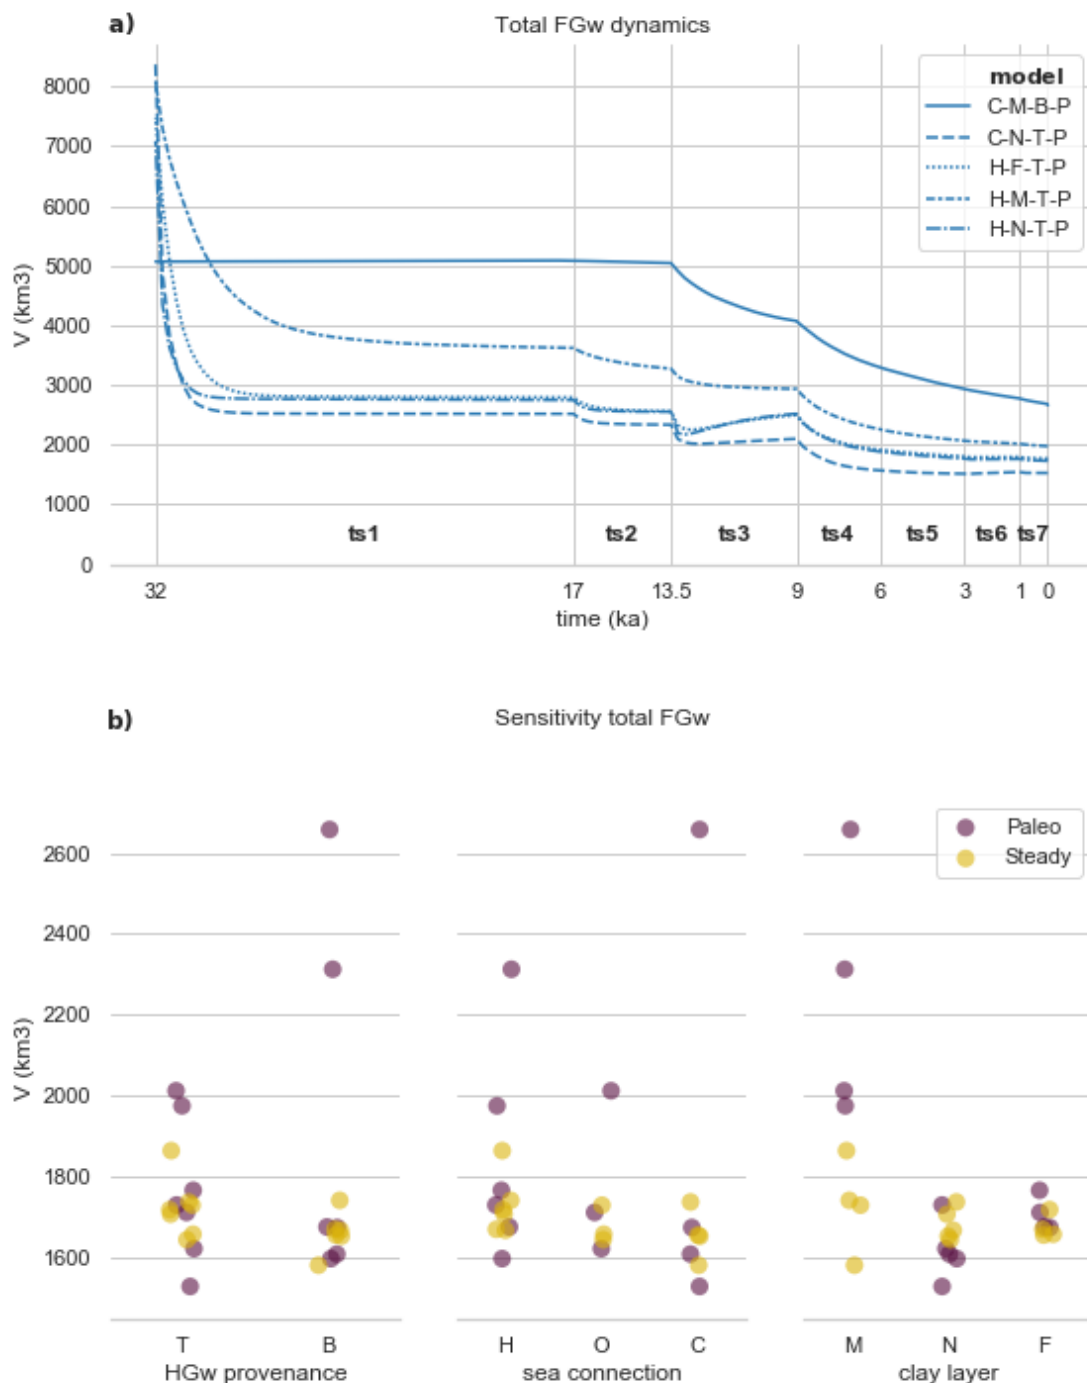 a)
Total FGw dynamics
8000
7000
6000
5000
4000
3000
2000
1000
0
V (km3)
model
C-M-B-P
C-N-T-P
H-F-T-P
H-M-T-P
H-N-T-P
ts1 ts2 ts3 ts4 ts5 ts6 ts7
32 17 13.5 9 6 3 1 0
time (ka)
b)
Sensitivity total FGw
2600
2400
2200
2000
1800
1600
V (km3)
Paleo
Steady
T B H O C M N F
HGw provenance sea connection clay layer